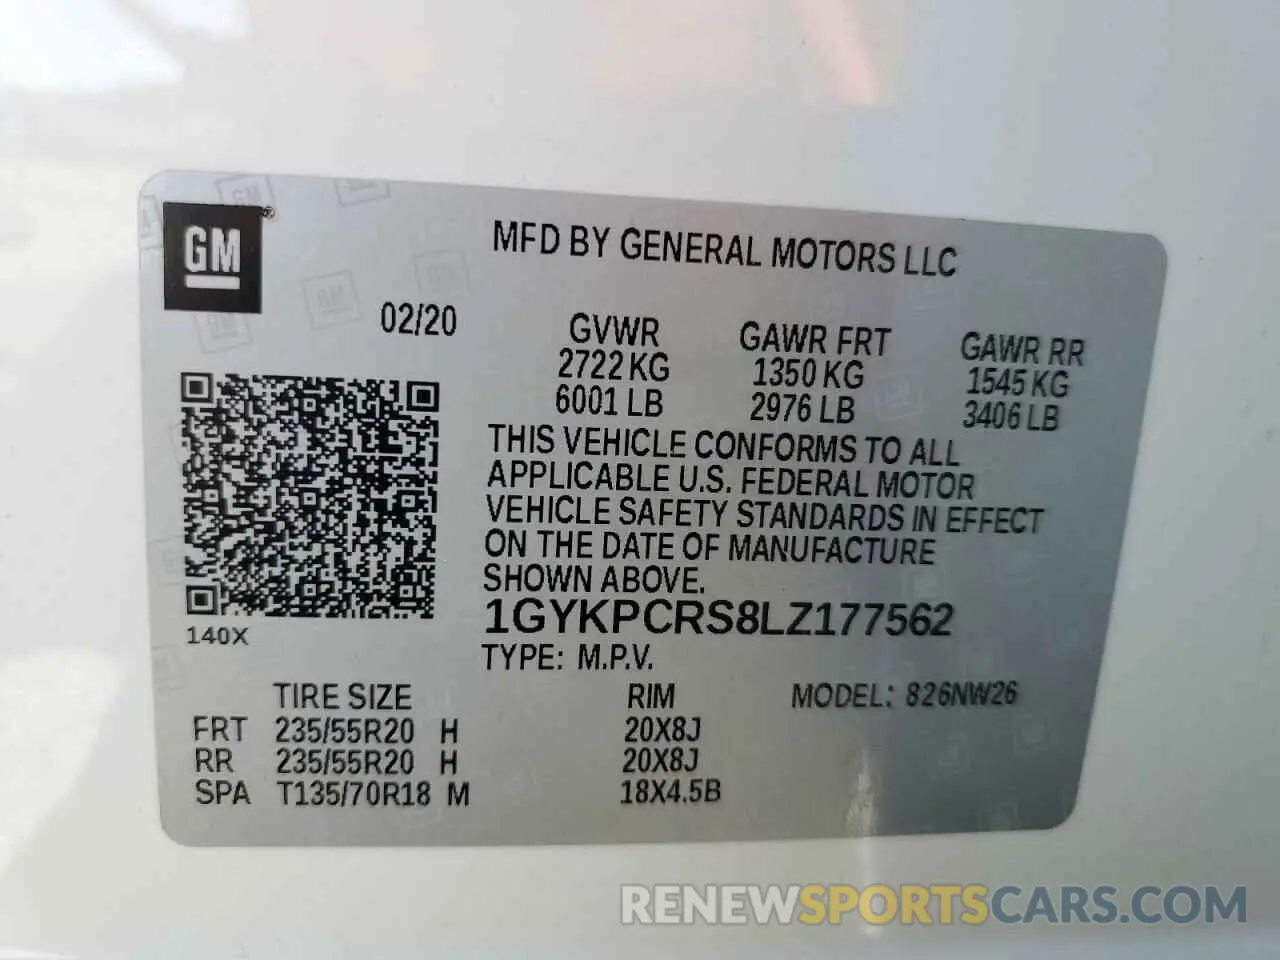 GM®
MFD BY GENERAL MOTORS LLC
02/20
GVWR GAWR FRT GAWR RR
2722 KG 1350 KG 1545 KG
6001 LB 2976 LB 3406 LB
THIS VEHICLE CONFORMS TO ALL
APPLICABLE U.S. FEDERAL MOTOR
VEHICLE SAFETY STANDARDS IN EFFECT
ON THE DATE OF MANUFACTURE
SHOWN ABOVE.
1GYKPCRS8LZ177562
140X
TYPE: M.P.V.
TIRE SIZE RIM MODEL: 826NW26
FRT 235/55R20 H 20X8J
RR 235/55R20 H 20X8J
SPA T135/70R18 M 18X4.5B
RENEWSPORTSCARS.COM